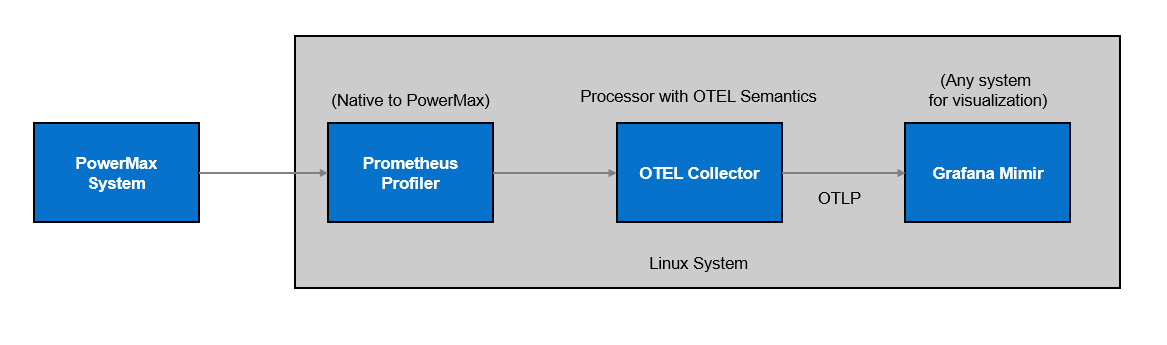 (Any system
for visualization)
(Native to PowerMax)
Processor with OTEL Semantics
PowerMax
System
Prometheus
Profiler
OTEL Collector
Grafana Mimir
OTLP
Linux System